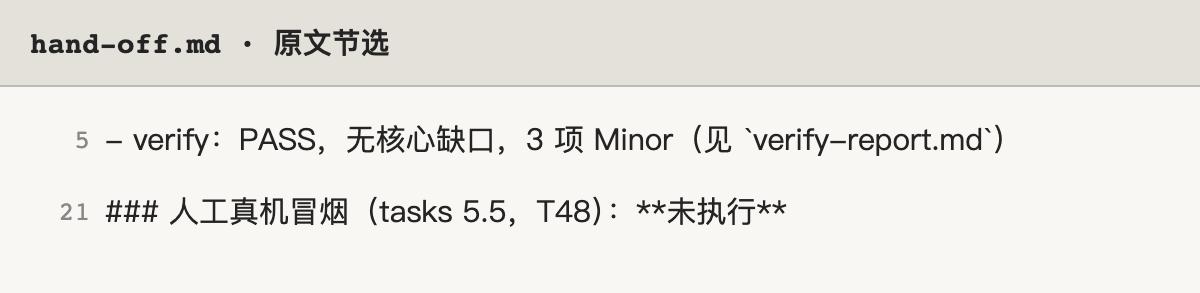 hand-off.md · 原文节选
5 – verify：PASS，无核心缺口，3 项 Minor（见 `verify-report.md`）
21 ### 人工真机冒烟（tasks 5.5，T48）：**未执行**